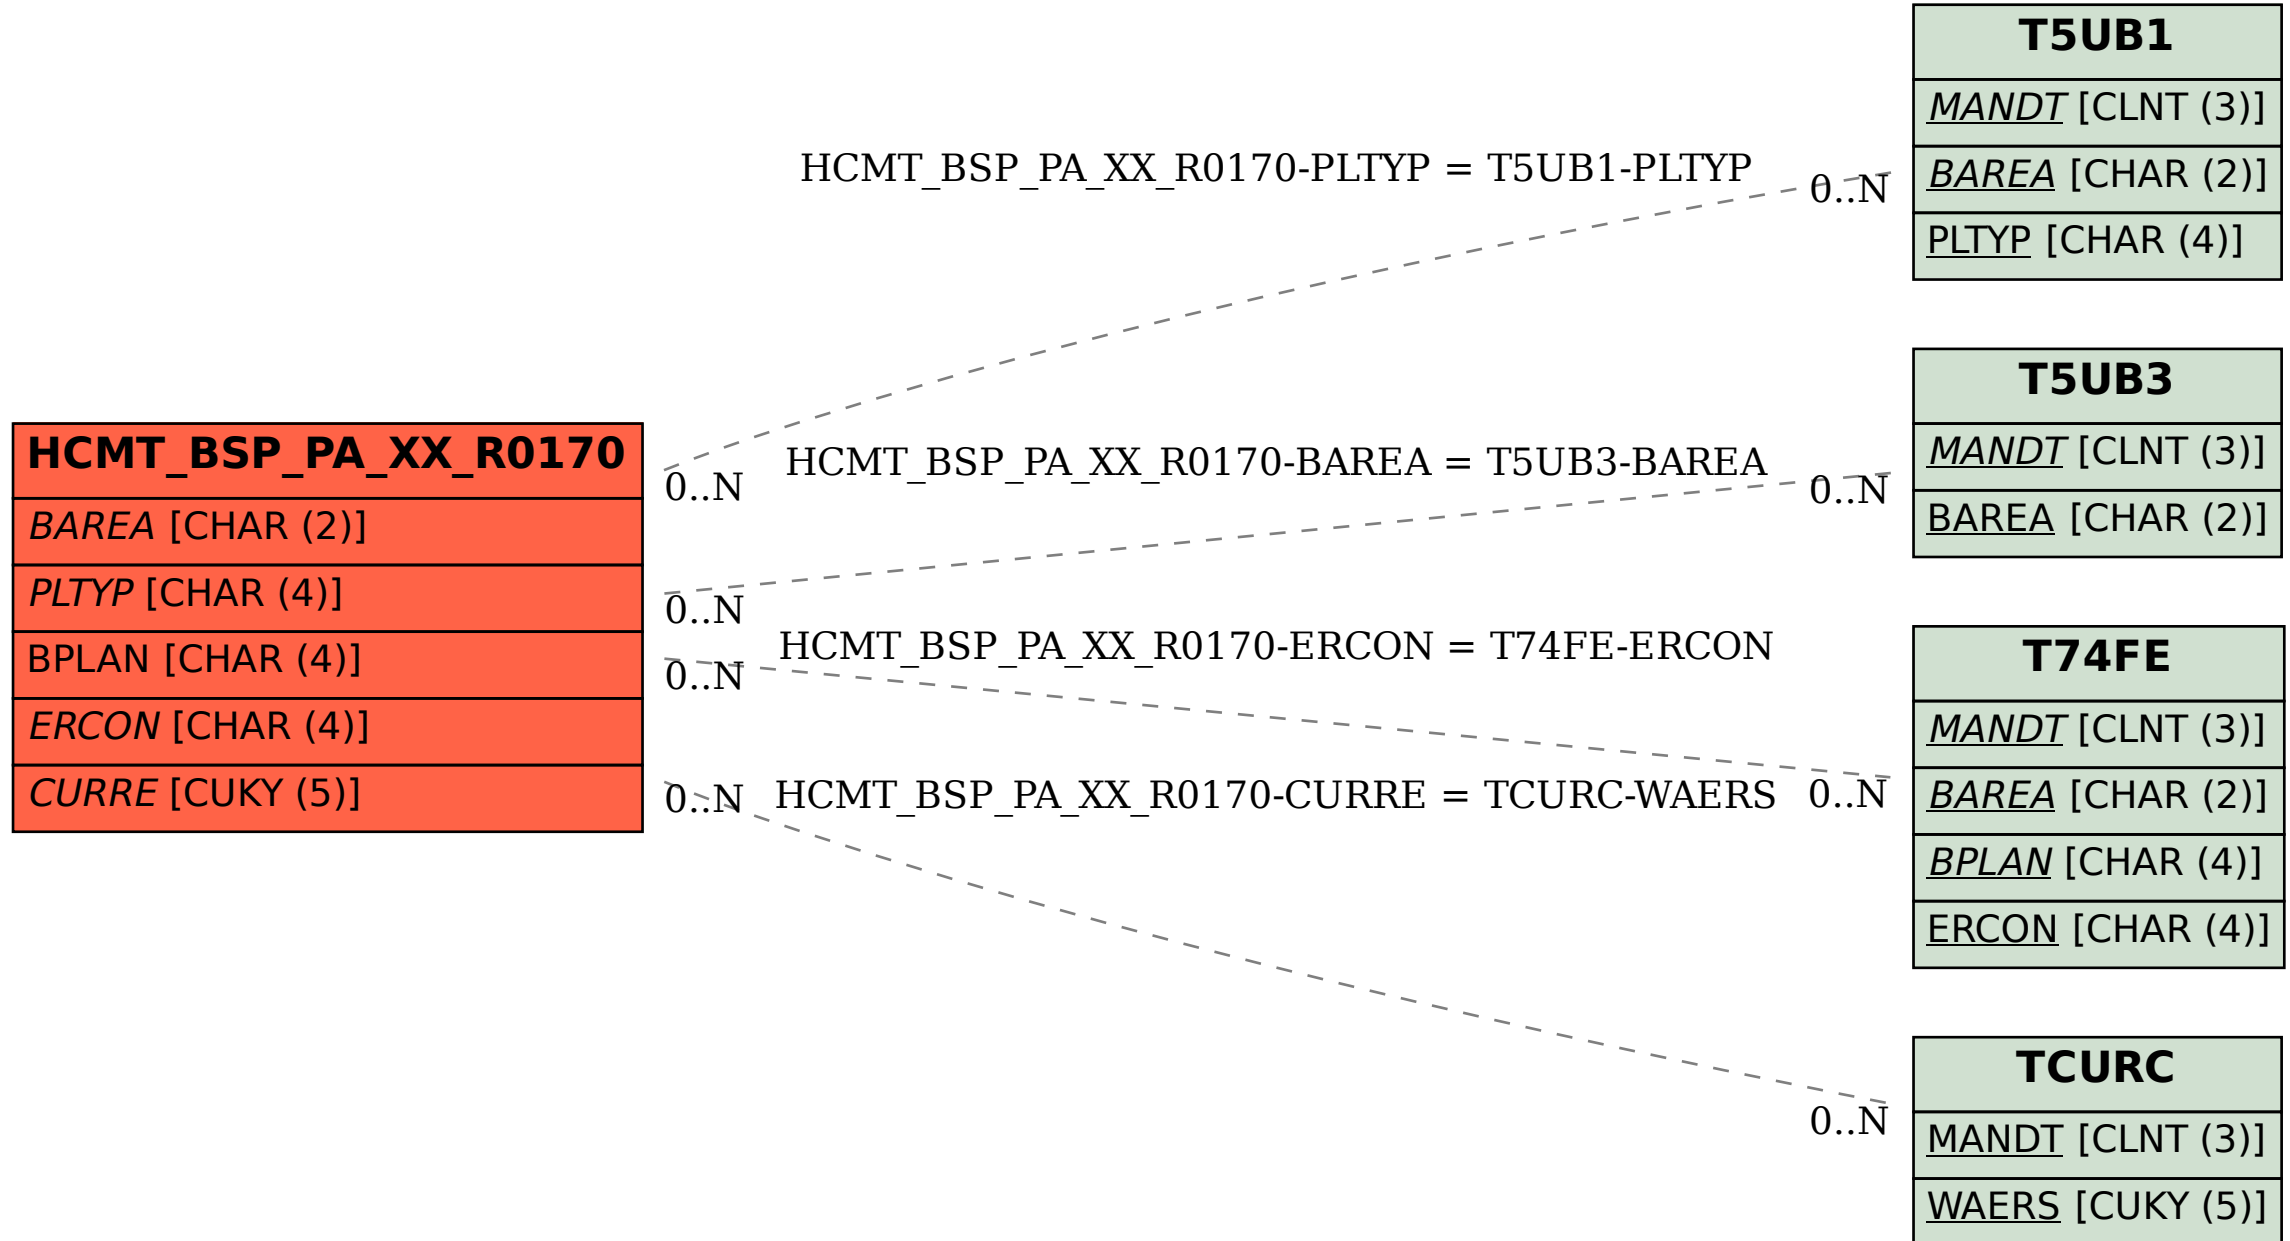 HCMT_BSP_PA_XX_R0170
BAREA [CHAR (2)]
PLTYP [CHAR (4)]
BPLAN [CHAR (4)]
ERCON [CHAR (4)]
CURRE [CUKY (5)]
HCMT_BSP_PA_XX_R0170-PLTYP = T5UB1-PLTYP
0..N
0..N
HCMT_BSP_PA_XX_R0170-BAREA = T5UB3-BAREA
0..N
0..N
HCMT_BSP_PA_XX_R0170-ERCON = T74FE-ERCON
0..N
0..N
HCMT_BSP_PA_XX_R0170-CURRE = TCURC-WAERS
0..N
0..N
T5UB1
MANDT [CLNT (3)]
BAREA [CHAR (2)]
PLTYP [CHAR (4)]
T5UB3
MANDT [CLNT (3)]
BAREA [CHAR (2)]
T74FE
MANDT [CLNT (3)]
BAREA [CHAR (2)]
BPLAN [CHAR (4)]
ERCON [CHAR (4)]
TCURC
MANDT [CLNT (3)]
WAERS [CUKY (5)]